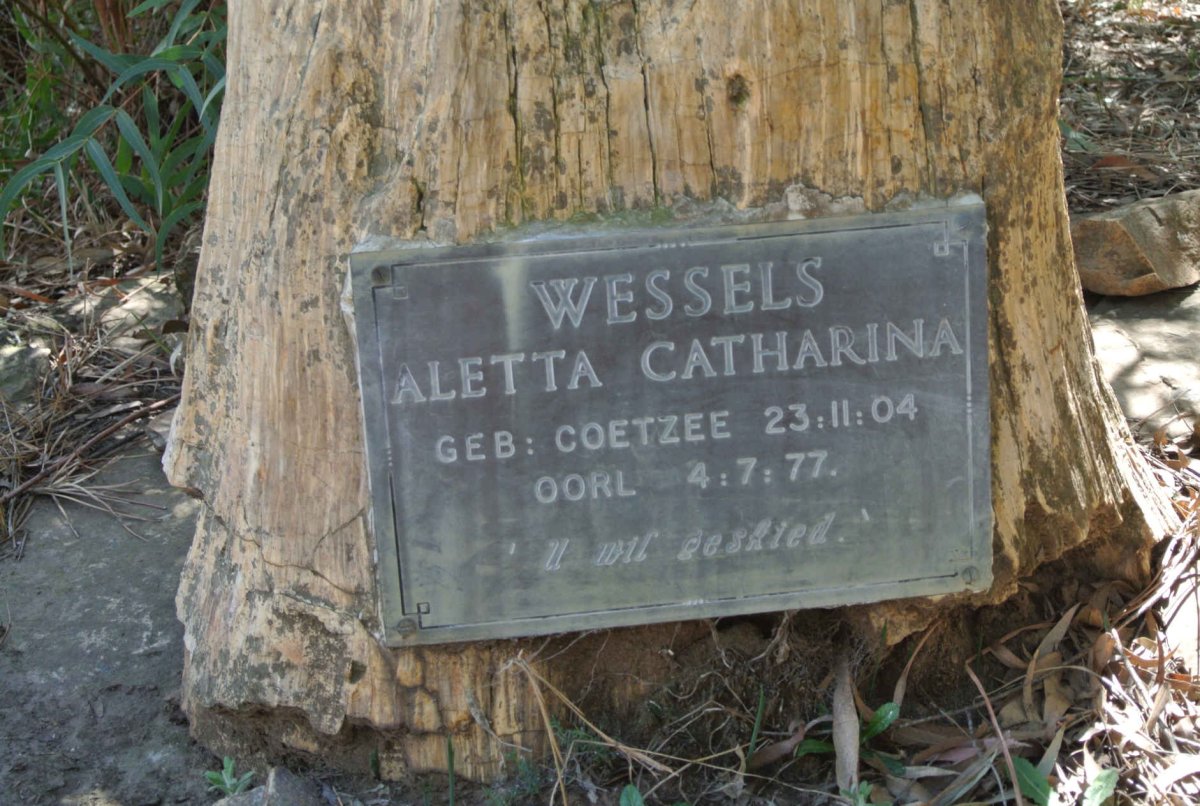 WESSELS
ALETTA CATHARINA
GEB: COETZEE 23:11:04
OORL 4:7:77.
'U wil geskied.'